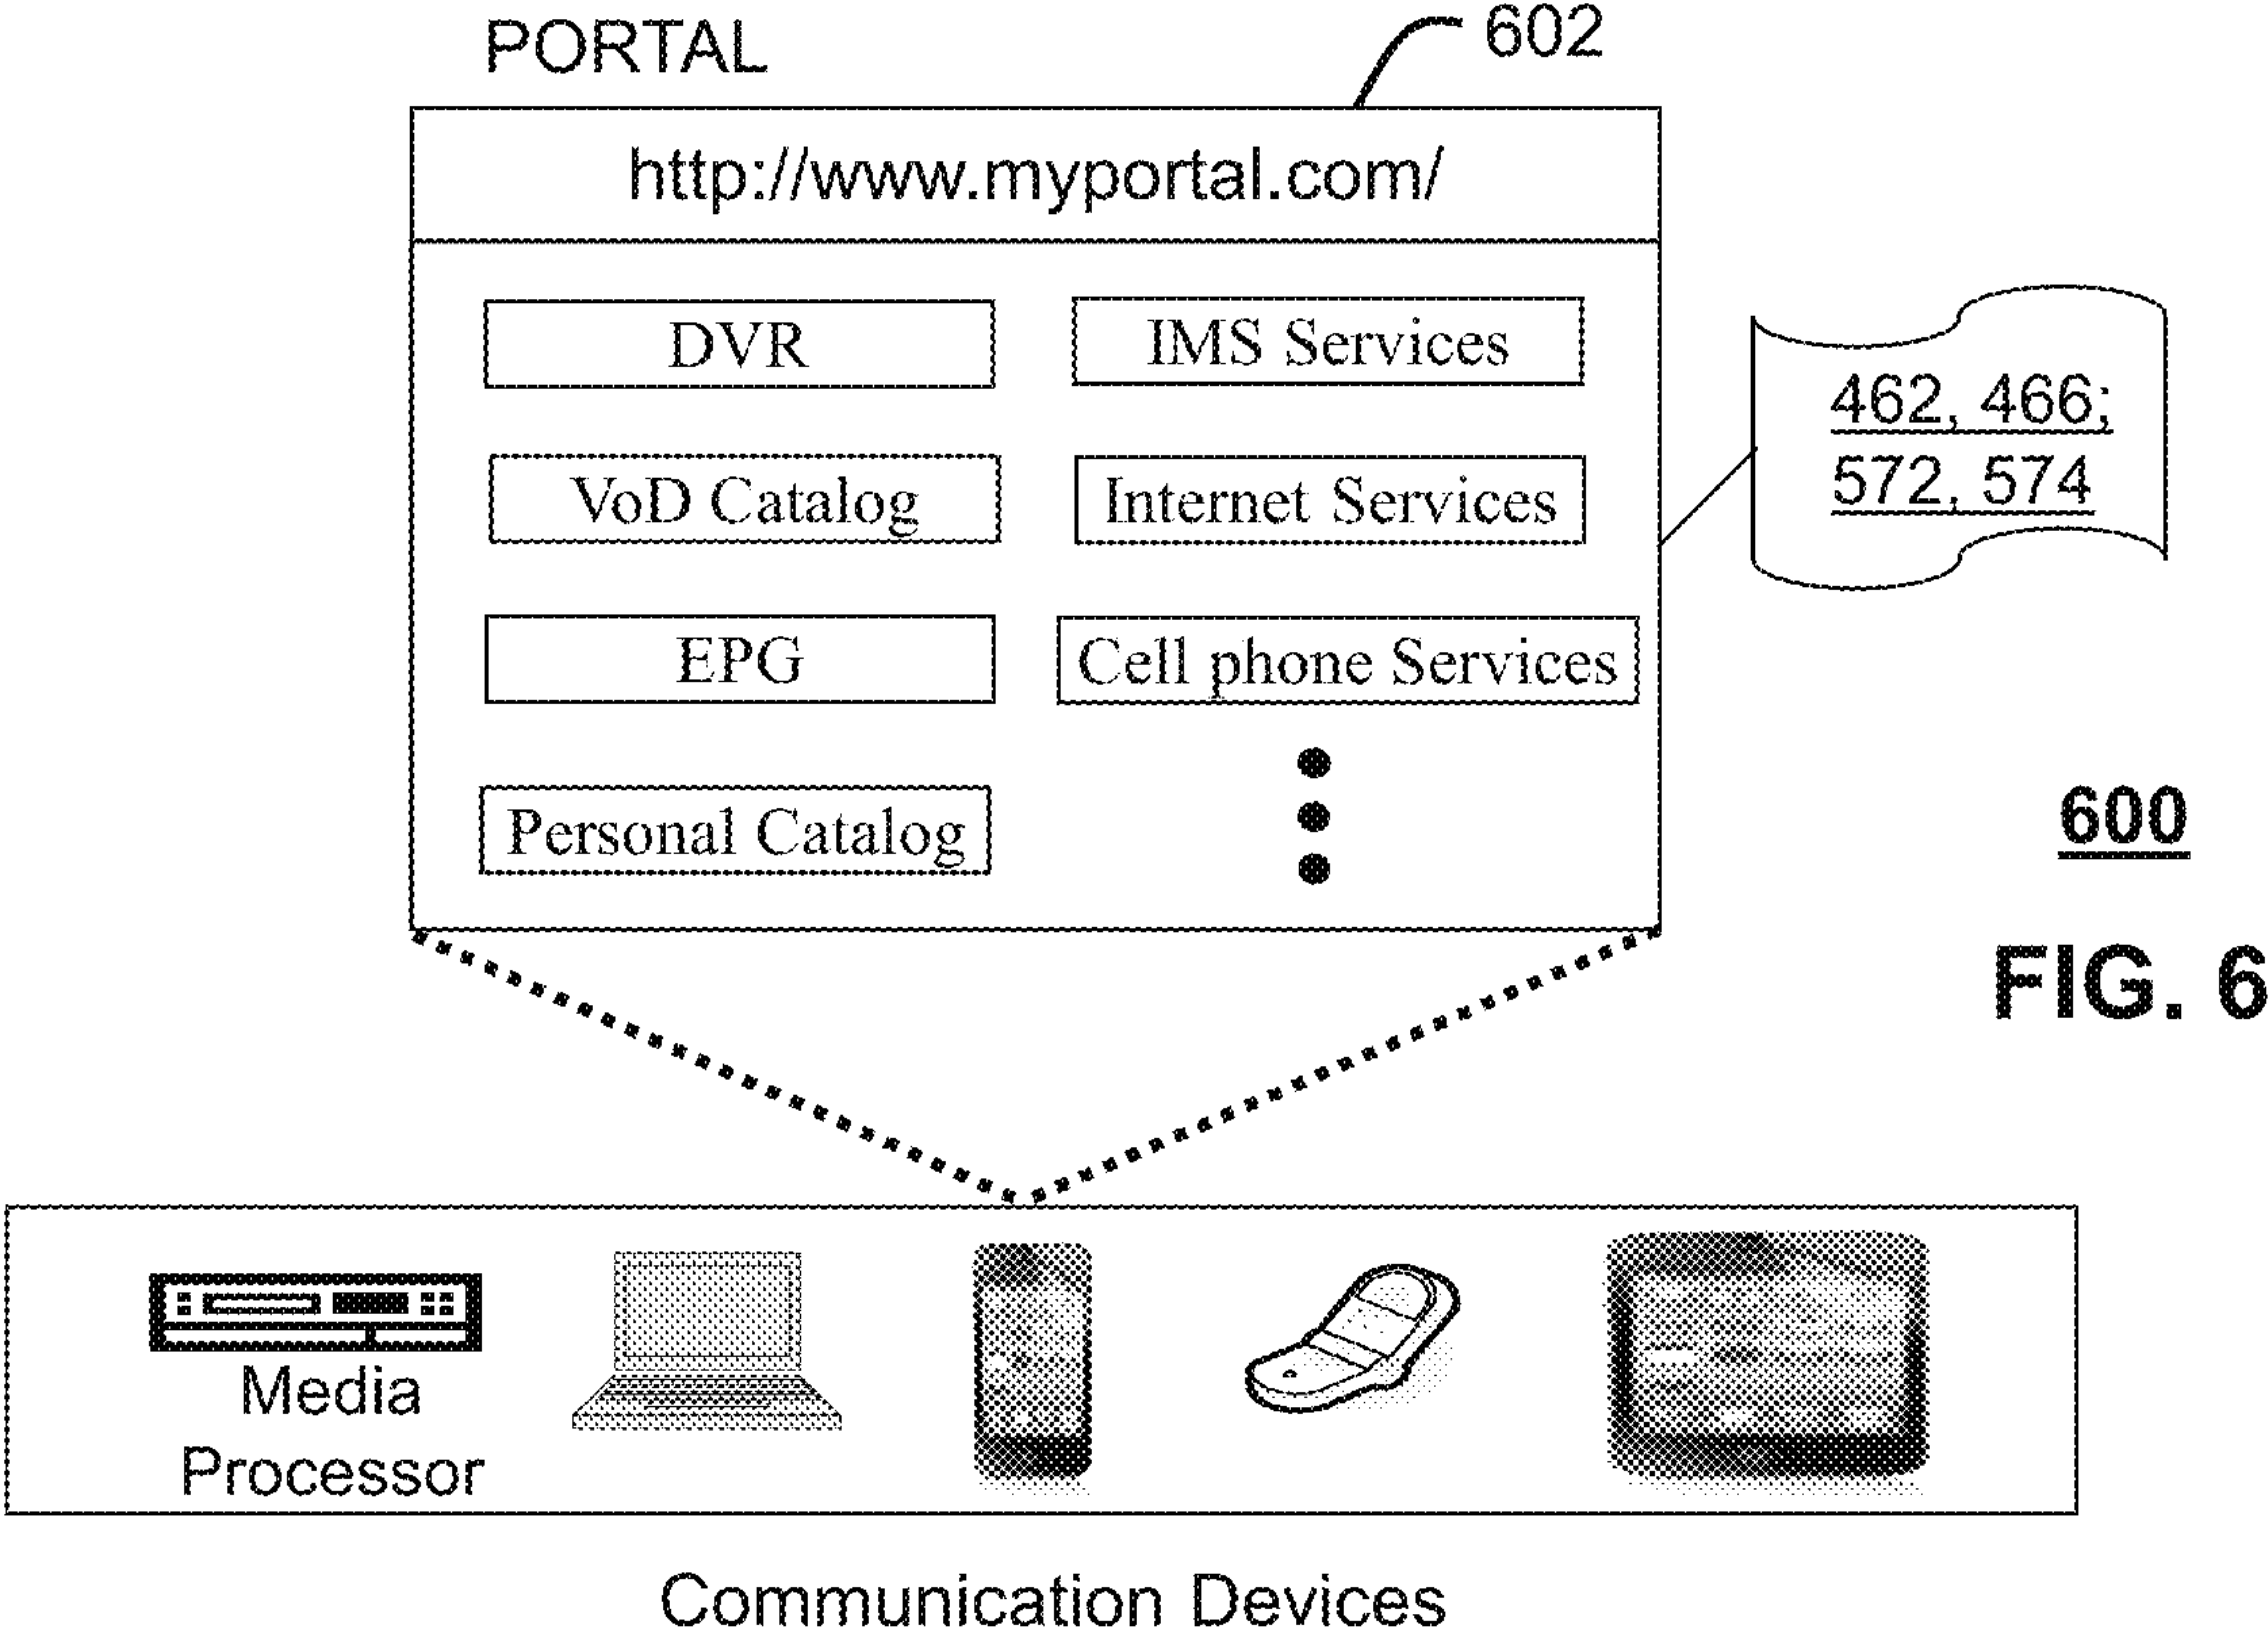 PORTAL
602
http://www.myportal.com/
DVR
IMS Services
462, 466;
572, 574
VoD Catalog
Internet Services
EPG
Cell phone Services
Personal Catalog
600
FIG. 6
Media
Processor
Communication Devices